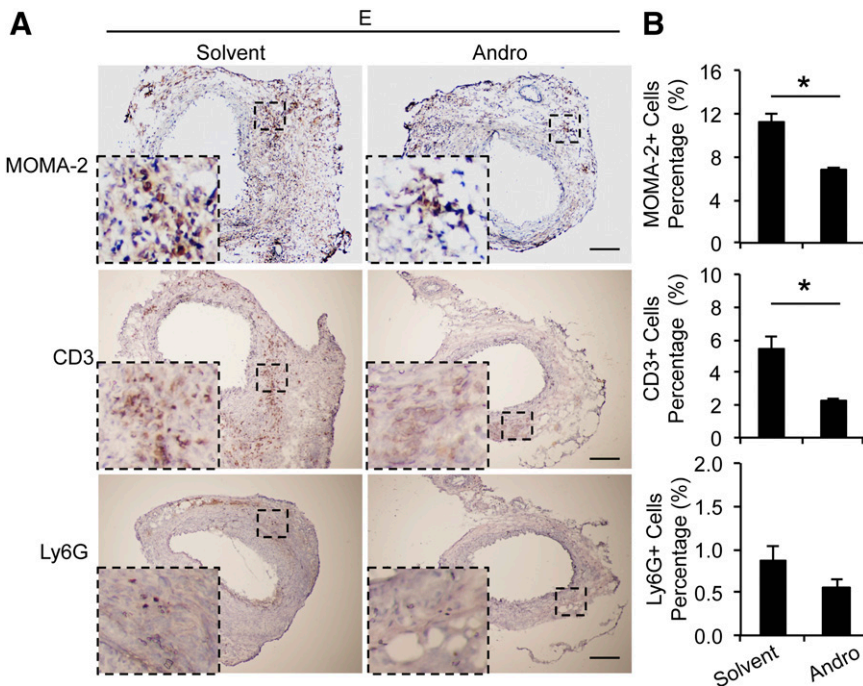 A
E
Solvent
Andro
MOMA-2
CD3
Ly6G
B
MOMA-2+ Cells
Percentage (%)
16
12
8
4
0
*
CD3+ Cells
Percentage (%)
10
8
6
4
2
0
*
Ly6G+ Cells
Percentage (%)
2.0
1.5
1.0
0.5
0.0
Solvent
Andro